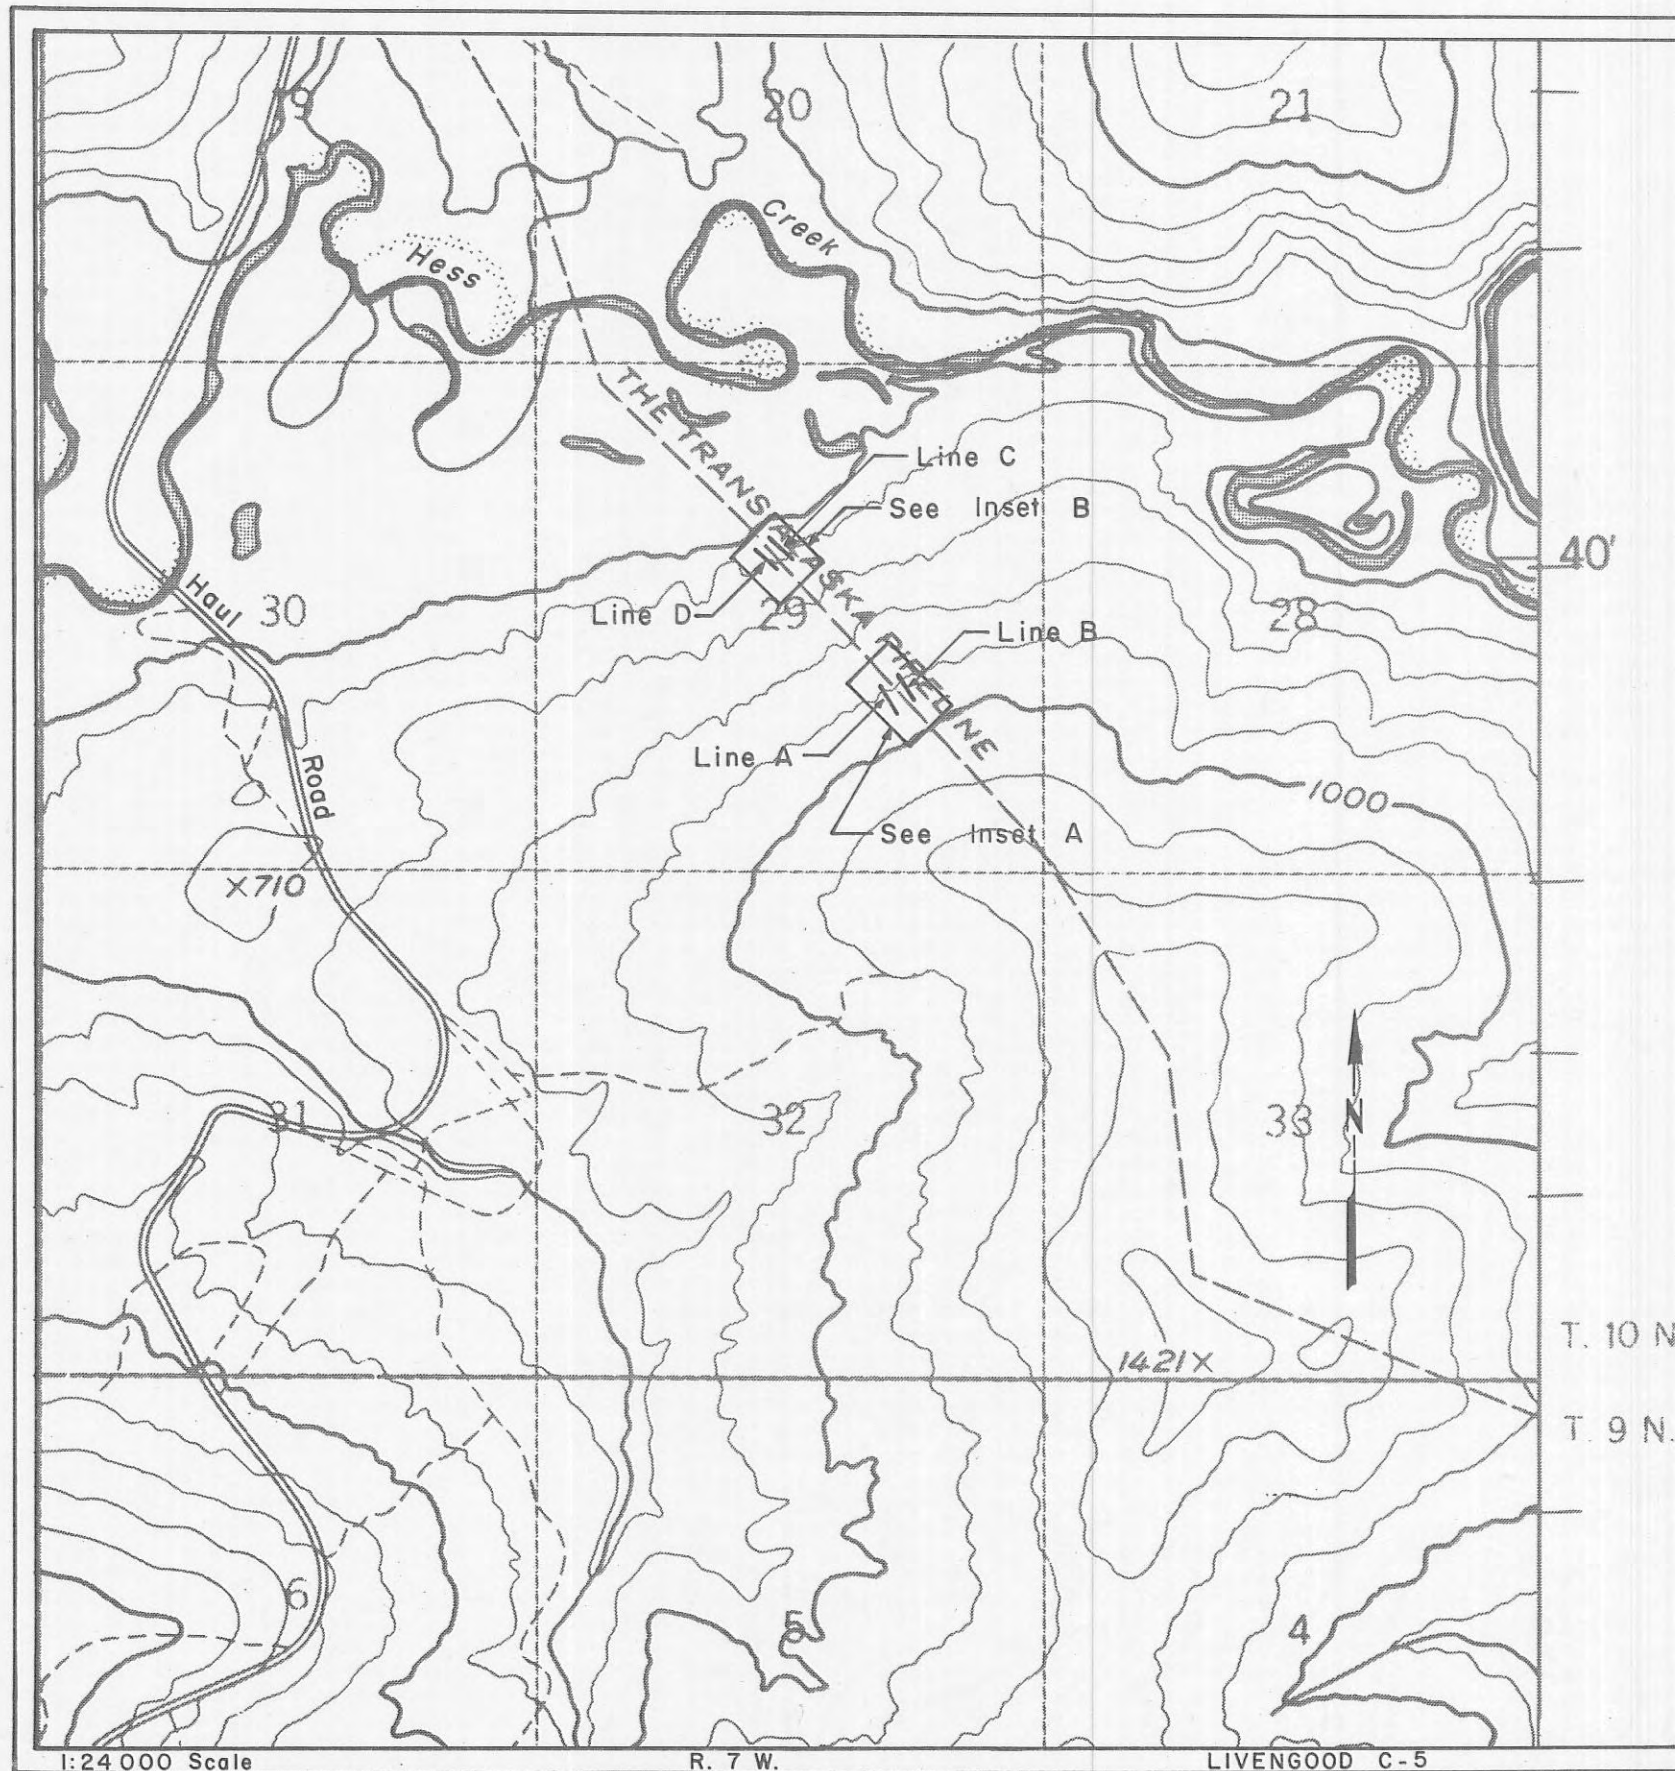 19
20
21
Hess
Creek
THE TRANS ALASKA PIPELINE
Line C
See Inset B
40'
Haul
30
Line D
29
28
Line B
Road
Line A
1000
See Inset A
X710
31
32
33
N
T. 10 N
1421X
T. 9 N.
6
5
4
1:24 000 Scale
R. 7 W.
LIVENGOOD C-5